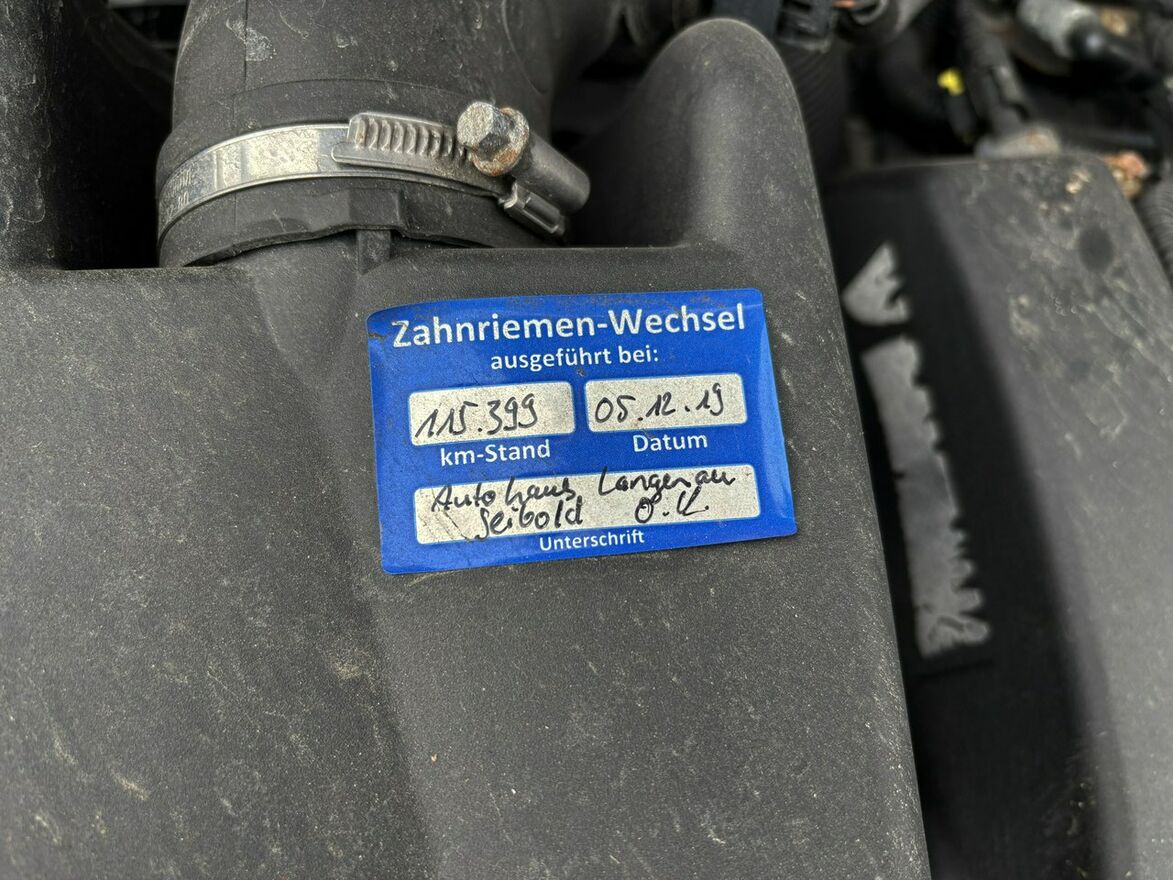 Zahnriemen-Wechsel
ausgeführt bei:
115.399 05.12.19
km-Stand Datum
Autohaus Langenau
Seibold
Unterschrift